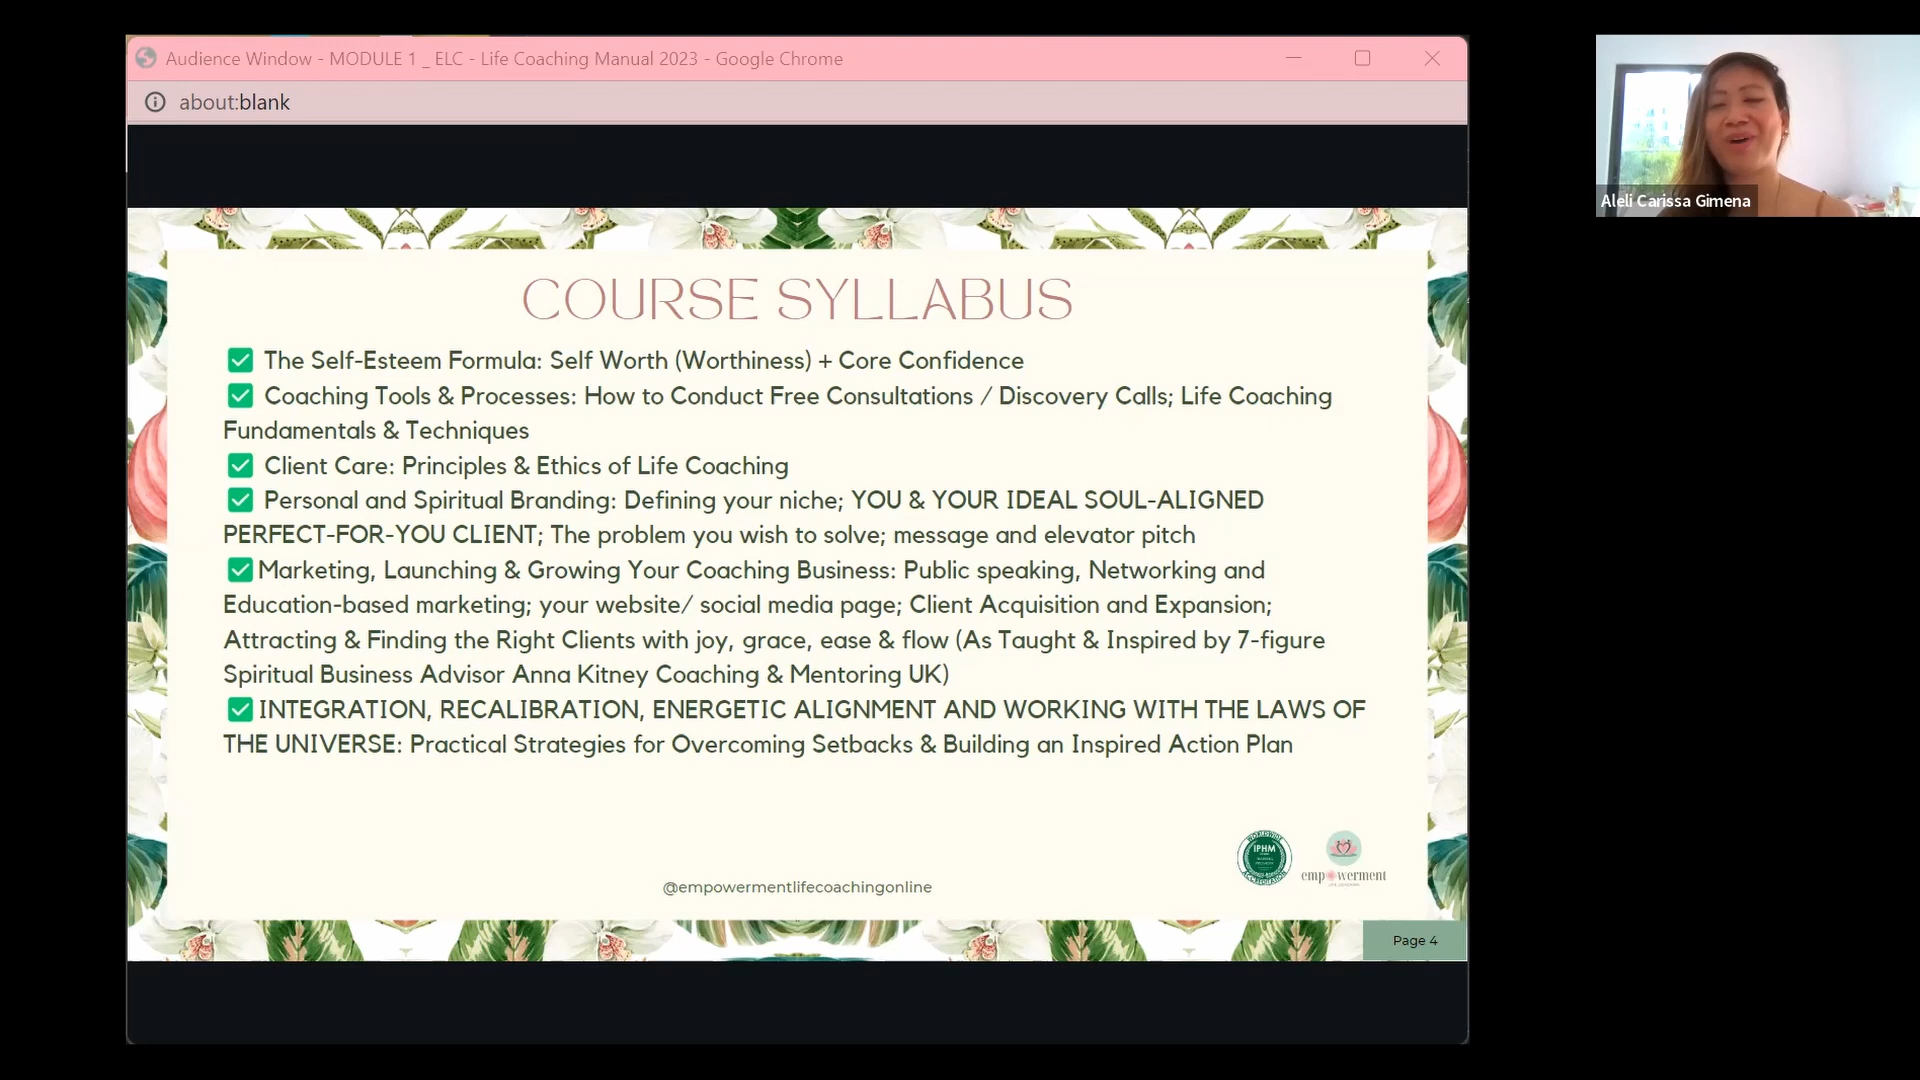 Audience Window - MODULE 1 _ ELC - Life Coaching Manual 2023 - Google Chrome
about:blank
Aleli Carissa Gimena
COURSE SYLLABUS
✅ The Self-Esteem Formula: Self Worth (Worthiness) + Core Confidence
✅ Coaching Tools & Processes: How to Conduct Free Consultations / Discovery Calls; Life Coaching
Fundamentals & Techniques
✅ Client Care: Principles & Ethics of Life Coaching
✅ Personal and Spiritual Branding: Defining your niche; YOU & YOUR IDEAL SOUL-ALIGNED
PERFECT-FOR-YOU CLIENT; The problem you wish to solve; message and elevator pitch
✅ Marketing, Launching & Growing Your Coaching Business: Public speaking, Networking and
Education-based marketing; your website/ social media page; Client Acquisition and Expansion;
Attracting & Finding the Right Clients with joy, grace, ease & flow (As Taught & Inspired by 7-figure
Spiritual Business Advisor Anna Kitney Coaching & Mentoring UK)
✅ INTEGRATION, RECALIBRATION, ENERGETIC ALIGNMENT AND WORKING WITH THE LAWS OF
THE UNIVERSE: Practical Strategies for Overcoming Setbacks & Building an Inspired Action Plan
WORLDWIDE
IPHM
ACCREDITATION
empowerment
@empowermentlifecoachingonline
Page 4